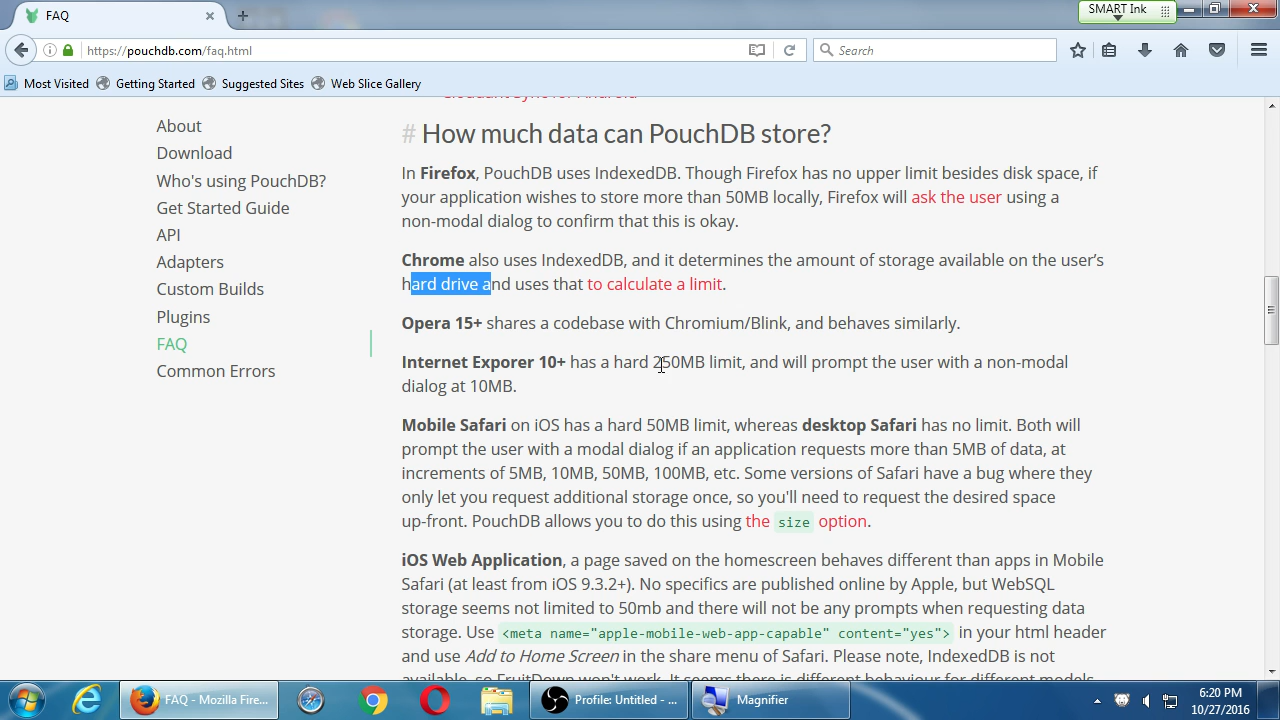 FAQ
SMART Ink
https://pouchdb.com/faq.html
Search
Most Visited
Getting Started
Suggested Sites
Web Slice Gallery
About
Download
Who's using PouchDB?
Get Started Guide
API
Adapters
Custom Builds
Plugins
FAQ
Common Errors
# How much data can PouchDB store?
In Firefox, PouchDB uses IndexedDB. Though Firefox has no upper limit besides disk space, if
your application wishes to store more than 50MB locally, Firefox will ask the user using a
non-modal dialog to confirm that this is okay.
Chrome also uses IndexedDB, and it determines the amount of storage available on the user’s
hard drive and uses that to calculate a limit.
Opera 15+ shares a codebase with Chromium/Blink, and behaves similarly.
Internet Exporer 10+ has a hard 250MB limit, and will prompt the user with a non-modal
dialog at 10MB.
Mobile Safari on iOS has a hard 50MB limit, whereas desktop Safari has no limit. Both will
prompt the user with a modal dialog if an application requests more than 5MB of data, at
increments of 5MB, 10MB, 50MB, 100MB, etc. Some versions of Safari have a bug where they
only let you request additional storage once, so you'll need to request the desired space
up-front. PouchDB allows you to do this using the size option.
iOS Web Application, a page saved on the homescreen behaves different than apps in Mobile
Safari (at least from iOS 9.3.2+). No specifics are published online by Apple, but WebSQL
storage seems not limited to 50mb and there will not be any prompts when requesting data
storage. Use <meta name="apple-mobile-web-app-capable" content="yes"> in your html header
and use Add to Home Screen in the share menu of Safari. Please note, IndexedDB is not
available, so FruitDown won't work. It seems there is different behaviour for different models
FAQ - Mozilla Fire...
Profile: Untitled - ...
Magnifier
6:20 PM
10/27/2016